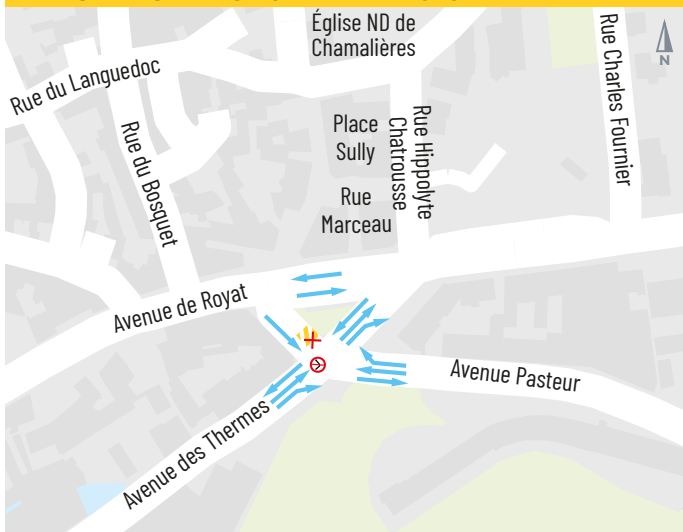 Église ND de
Chamalières
Rue Charles Fournier
N
Rue du Languedoc
Place
Sully
Rue Hippolyte
Chatrousse
Rue du Bosquet
Rue
Marceau
Avenue de Royat
Avenue Pasteur
Avenue des Thermes